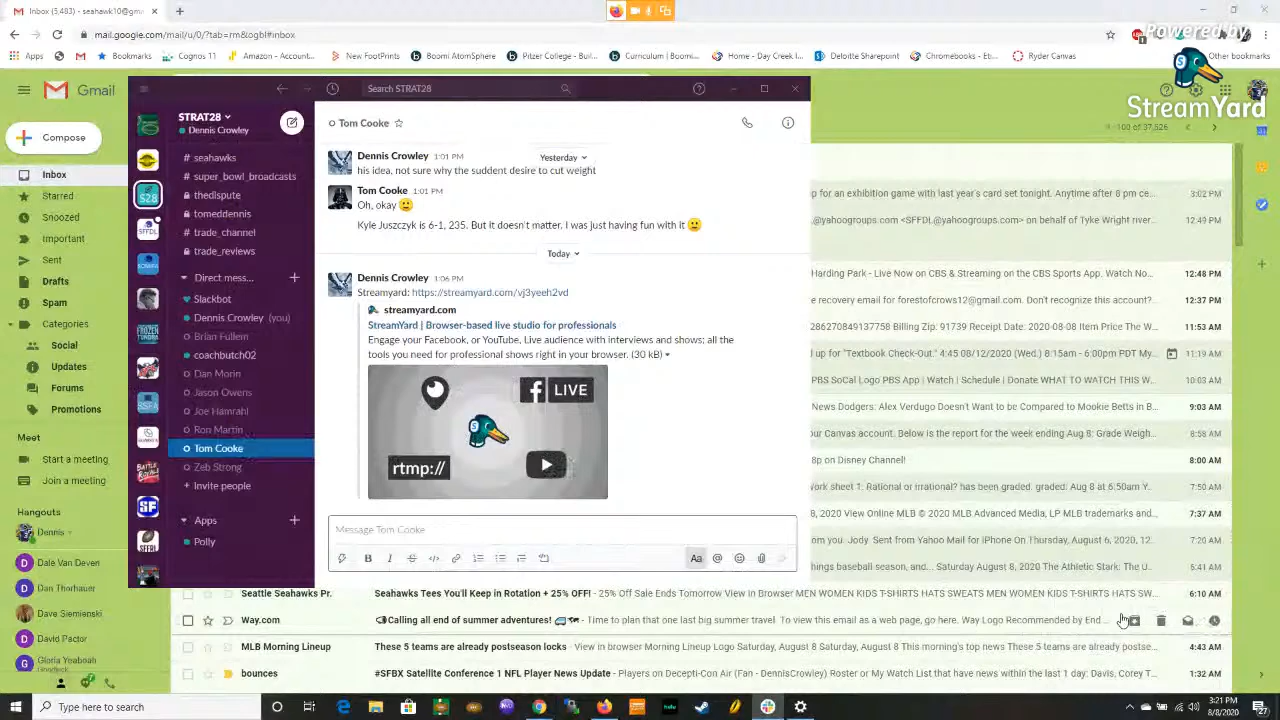 Inbox (5,483) - seahawk10@gmail.
mail.google.com/mail/u/0/?tab=rm&ogbl#inbox
Powered by
StreamYard
Apps
G
California
Amazon - Account...
New FootPrints
Boomi AtomSphere
Pitzer College - Buil...
Curriculum | Boomi...
Home - Day Creek I...
Deloitte Sharepoint
Chromebooks - Et...
Ryder Canvas
Other bookmarks
Gmail
100 of 37,526
Compose
Inbox
Starred
Snoozed
Important
Sent
Drafts
Spam
Categories
Social
Updates
Forums
Promotions
Meet
Start a meeting
Join a meeting
Hangouts
Dennis
Dale Van Deven
Dan Thorhauer
Dave Siemienski
David Pactor
Gloria Yeaboah
Search STRAT28
STRAT28
Dennis Crowley
# seahawks
# super_bowl_broadcasts
thedispute
tomeddennis
# trade_channel
trade_reviews
Direct mess...
Slackbot
Dennis Crowley (you)
Brian Fullem
coachbutch02
Dan Morin
Jason Owens
Joe Hamrahi
Ron Martin
Tom Cooke
Zeb Strong
+ Invite people
Apps
Polly
S28
SFFDL
FROZEN
TUNDRA
SSFA
BATTLE
ROYALE
SF
SFFBL
Tom Cooke
Yesterday
Dennis Crowley 1:01 PM
his idea, not sure why the suddent desire to cut weight
Tom Cooke 1:01 PM
Oh, okay 🙂
Kyle Juszczyk is 6-1, 235. But it doesn't matter, I was just having fun with it 🙂
Today
Dennis Crowley 1:06 PM
Streamyard: https://streamyard.com/vj3yeeh2vd
streamyard.com
StreamYard | Browser-based live studio for professionals
Engage your Facebook, or YouTube, Live audience with interviews and shows; all the
tools you need for professional shows right in your browser. (30 kB)
f LIVE
rtmp://
Message Tom Cooke
B I Aa @
p for an exhibition game with last year's card set tonight. Anytime after 8 pm ce... 3:02 PM
@yahoogroups.com <SFFDL@yahoogroups.com> on behalf of Tyke Wright river... 12:49 PM
Harding Park - Live Now on CBS & Streaming on the CBS Sports App. Watch No... 12:48 PM
e recovery email for forestofcrows12@gmail.com. Don't recognize this account?... 12:37 PM
286270849137758 Billing Zip: 91739 Receipt Date: 2020-08-08 Item Price The W... 11:53 AM
d up for "Textbook Check-Out." 4:45 08/12/2020 (Wed.) 8:15am - 6:00pm PDT My... 11:19 AM
PBS SoCal Logo PBS App | Watch | Schedule | Donate WHAT TO WATCH THIS W... 10:03 AM
News Dodgers: Alex Verdugo Doesn't Want to be Compared to Mookie Betts in B... 9:03 AM
our Canvas account. Below is the report for the week ending Aug 8: Grade Weigh... 8:58 AM
8p on Disney Channel! 8:00 AM
ork sheet 1: Rational or irrational? has been graded. graded: Aug 8 at 6:50am Y... 7:50 AM
8, 2020 View Online MLB © 2020 MLB Advanced Media, LP MLB trademarks and... 7:37 AM
om you. Jody. Sent from Yahoo Mail for iPhone On Thursday, August 6, 2020, 12... 7:20 AM
things baseball season, and... Saturday August 8, 2020 The Athletic Stark: The U... 6:41 AM
Seattle Seahawks Pr. Seahawks Tees You'll Keep in Rotation + 25% OFF! - 25% Off Sale Ends Tomorrow View in Browser MEN WOMEN KIDS T-SHIRTS HATS SWEATS MEN WOMEN KIDS T-SHIRTS HATS SW... 6:10 AM
Way.com Calling all end of summer adventures! - Time to plan that one last big summer travel. To view this email as a web page, go here. Way Logo Recommended by End ...
MLB Morning Lineup These 5 teams are already postseason locks - View in browser Morning Lineup Logo Saturday, August 8 Saturday, August 8 This morning's top news These 5 teams are already postse... 4:43 AM
bounces #SFBX Satellite Conference 1 NFL Player News Update - Players on Decepti-Con Air (Fan - DennisCrowley) Roster or My Watch List that have news within the last 1 day: Davis, Corey T... 1:32 AM
Type here to search
hulu
3:21 PM
8/8/2020